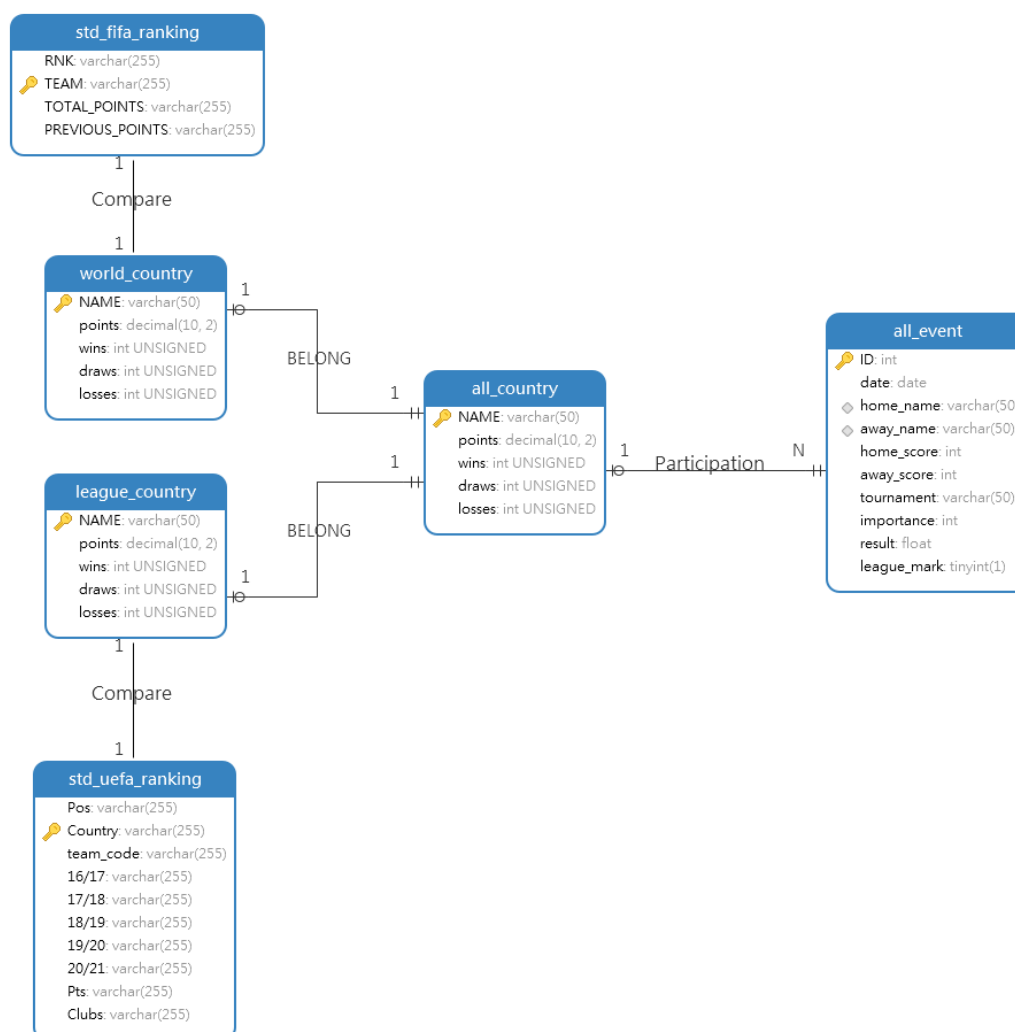 std_fifa_ranking
RNK: varchar(255)
TEAM: varchar(255)
TOTAL_POINTS: varchar(255)
PREVIOUS_POINTS: varchar(255)
1
Compare
1
world_country
NAME: varchar(50)
points: decimal(10, 2)
wins: int UNSIGNED
draws: int UNSIGNED
losses: int UNSIGNED
1
BELONG
1
all_country
NAME: varchar(50)
points: decimal(10, 2)
wins: int UNSIGNED
draws: int UNSIGNED
losses: int UNSIGNED
1
Participation
N
all_event
ID: int
date: date
home_name: varchar(50
away_name: varchar(50)
home_score: int
away_score: int
tournament: varchar(50)
importance: int
result: float
league_mark: tinyint(1)
league_country
NAME: varchar(50)
points: decimal(10, 2)
wins: int UNSIGNED
draws: int UNSIGNED
losses: int UNSIGNED
1
BELONG
1
1
Compare
1
std_uefa_ranking
Pos: varchar(255)
Country: varchar(255)
team_code: varchar(255)
16/17: varchar(255)
17/18: varchar(255)
18/19: varchar(255)
19/20: varchar(255)
20/21: varchar(255)
Pts: varchar(255)
Clubs: varchar(255)